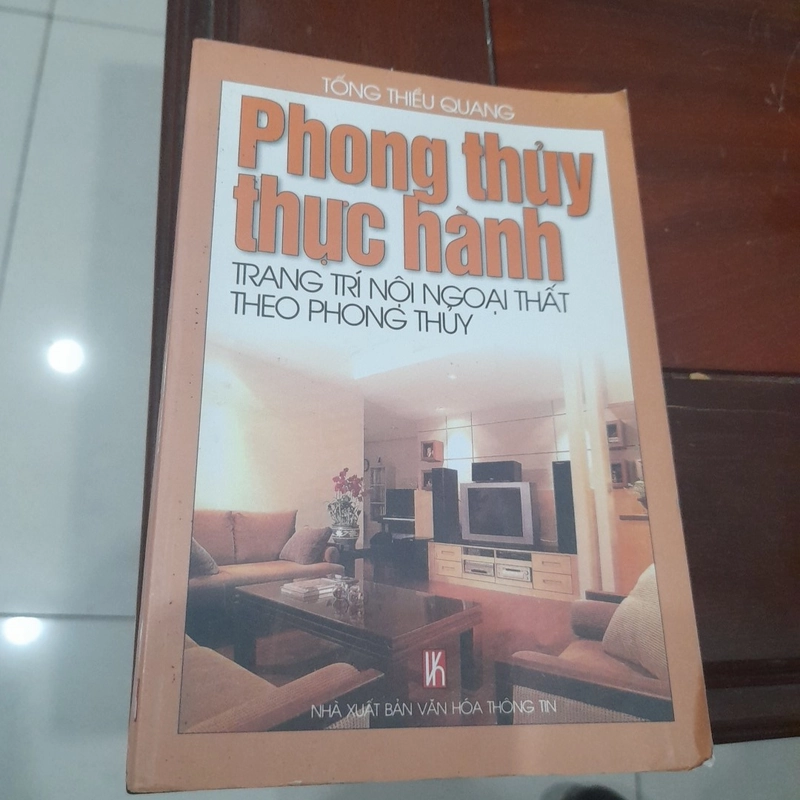 TỐNG THIỀU QUANG
Phong thủy
thực hành
TRANG TRÍ NỘI NGOẠI THẤT
THEO PHONG THỦY
NHÀ XUẤT BẢN VĂN HÓA THÔNG TIN